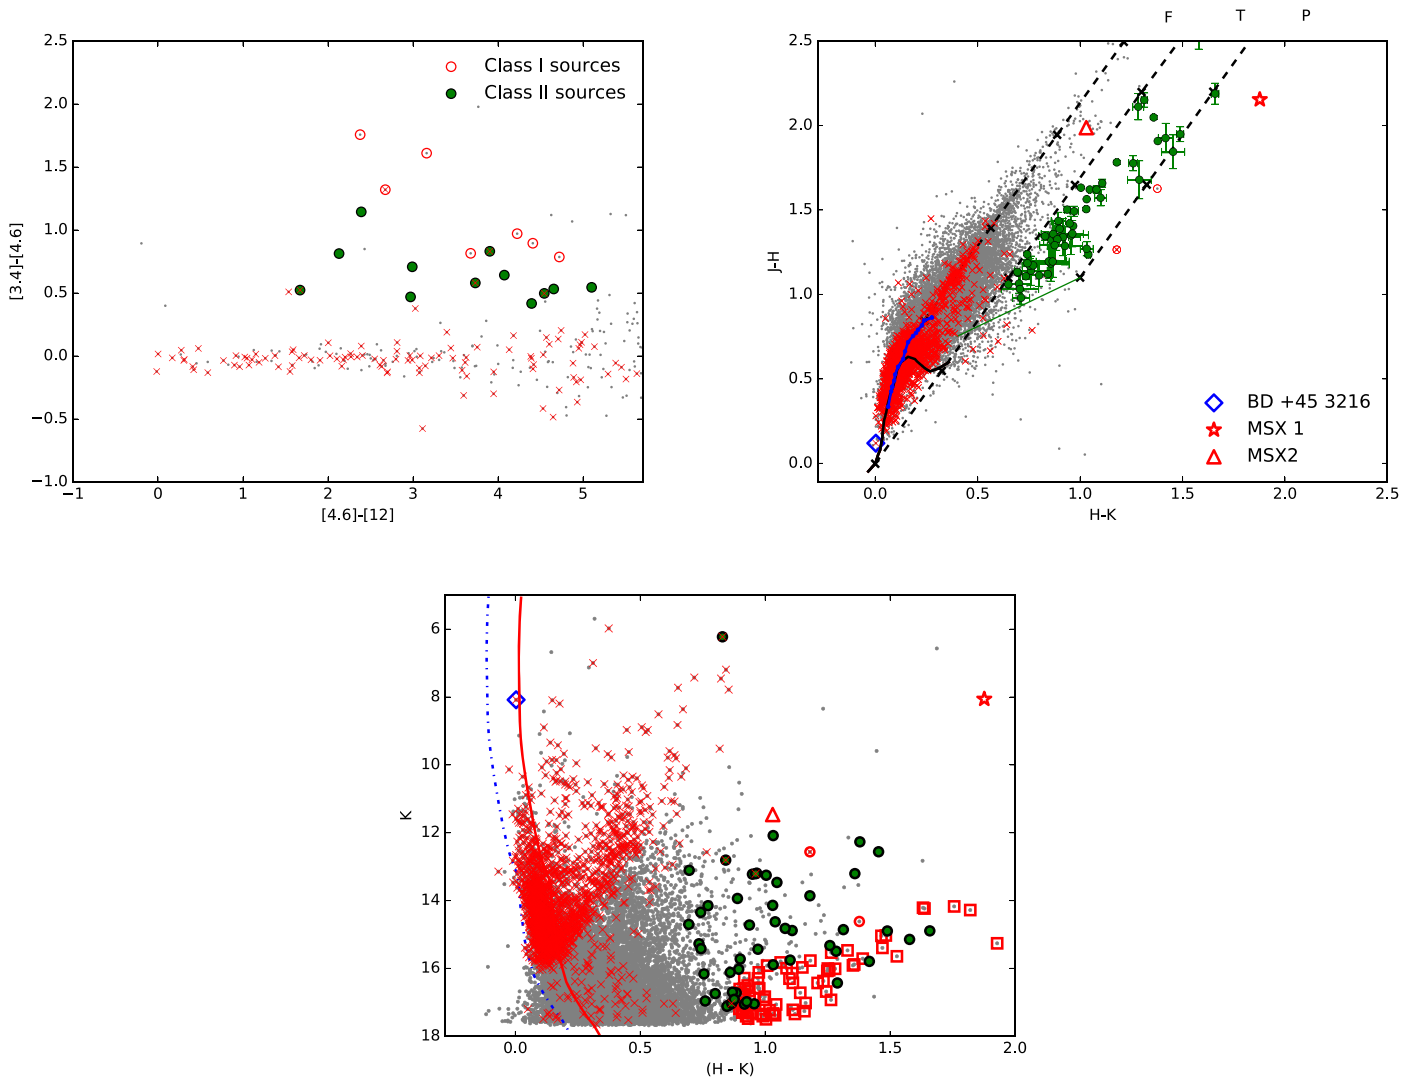 2.5
2.0
1.5
1.0
0.5
0.0
−0.5
−1.0
[3.4]-[4.6]
Class I sources
Class II sources
−1 0 1 2 3 4 5
[4.6]-[12]
F T P
2.5
2.0
1.5
1.0
0.5
0.0
J-H
BD +45 3216
MSX 1
MSX2
0.0 0.5 1.0 1.5 2.0 2.5
H-K
6
8
10
12
14
16
18
K
0.0 0.5 1.0 1.5 2.0
(H - K)